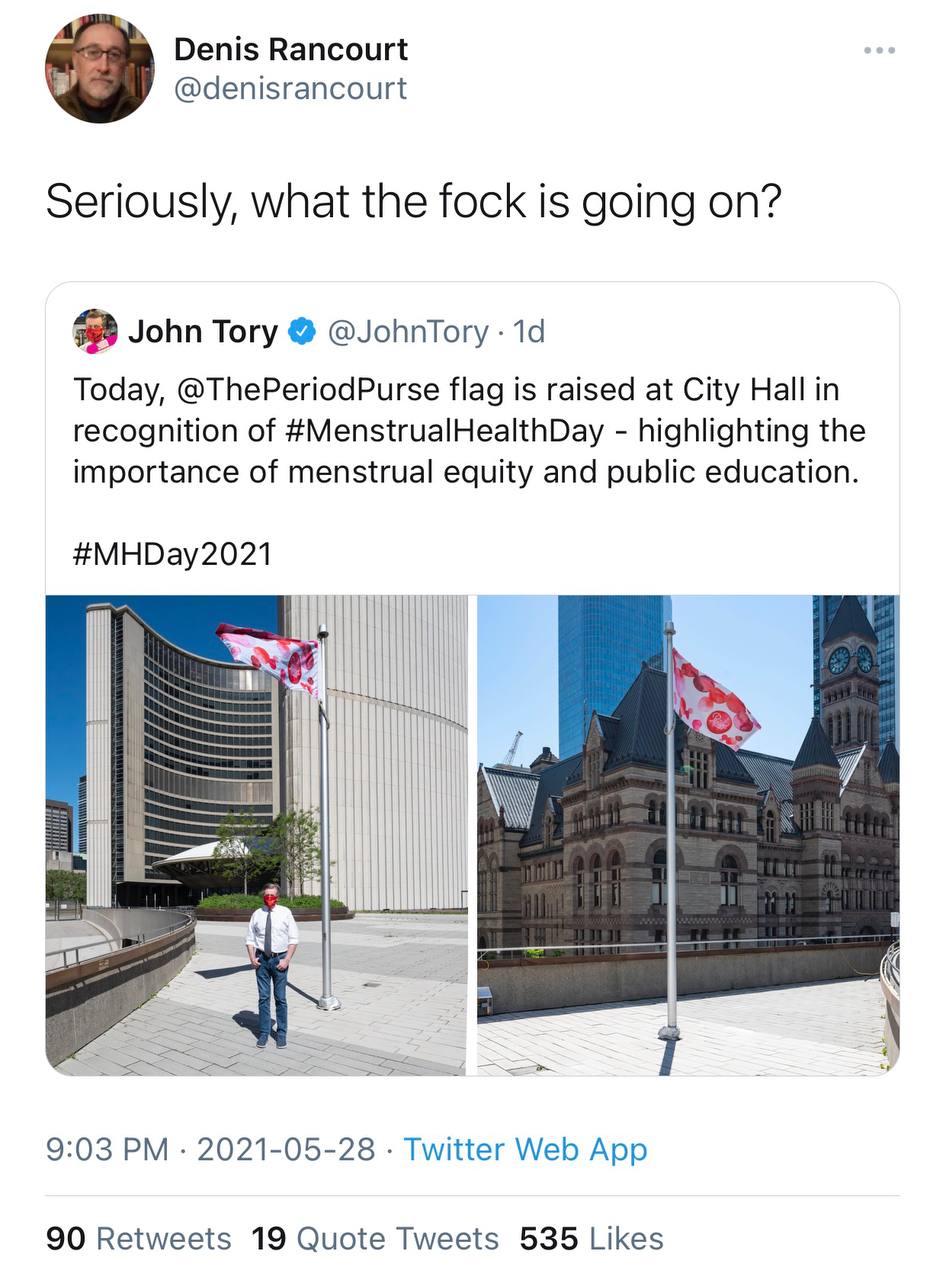 Denis Rancourt
@denisrancourt
Seriously, what the fock is going on?
John Tory @JohnTory · 1d
Today, @ThePeriodPurse flag is raised at City Hall in
recognition of #MenstrualHealthDay - highlighting the
importance of menstrual equity and public education.
#MHDay2021
9:03 PM · 2021-05-28 · Twitter Web App
90 Retweets 19 Quote Tweets 535 Likes